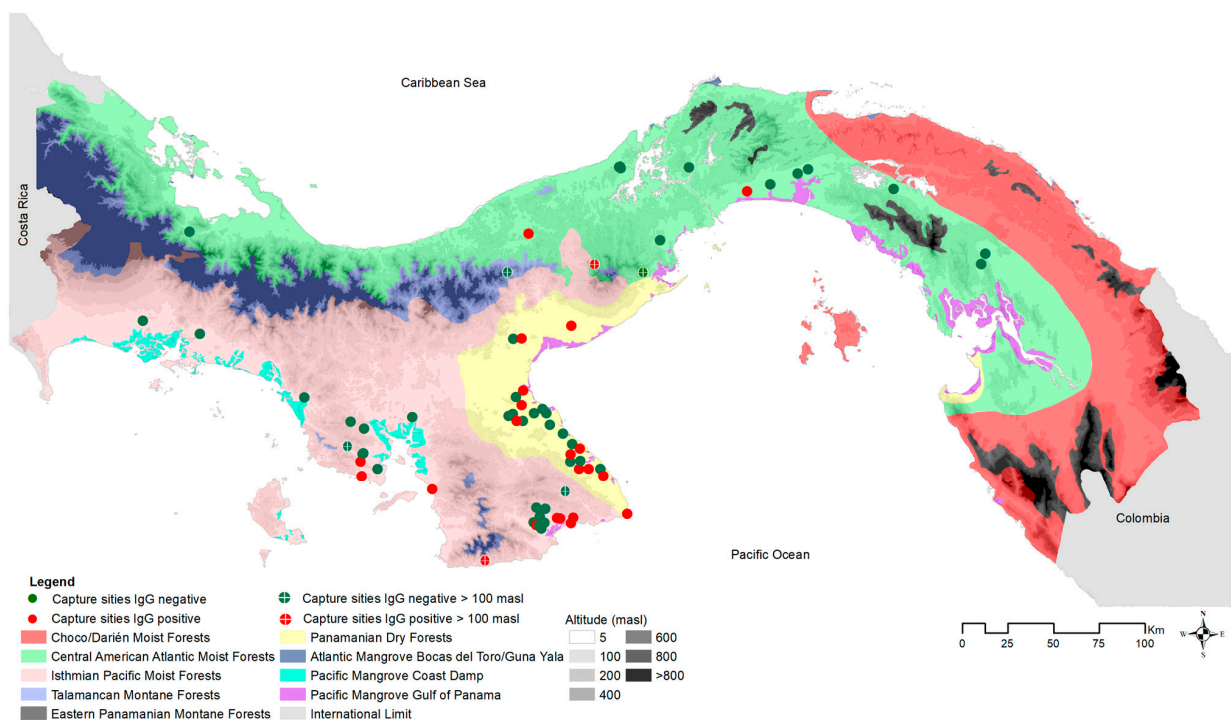 Caribbean Sea
Costa Rica
Pacific Ocean
Colombia
Legend
Capture sities IgG negative
Capture sities IgG positive
Choco/Darién Moist Forests
Central American Atlantic Moist Forests
Isthmian Pacific Moist Forests
Talamancan Montane Forests
Eastern Panamanian Montane Forests
Capture sities IgG negative > 100 masl
Capture sities IgG positive > 100 masl
Panamanian Dry Forests
Atlantic Mangrove Bocas del Toro/Guna Yala
Pacific Mangrove Coast Damp
Pacific Mangrove Gulf of Panama
International Limit
Altitude (masl)
5
100
200
400
600
800
>800
Km
0 25 50 75 100
N
W E
S